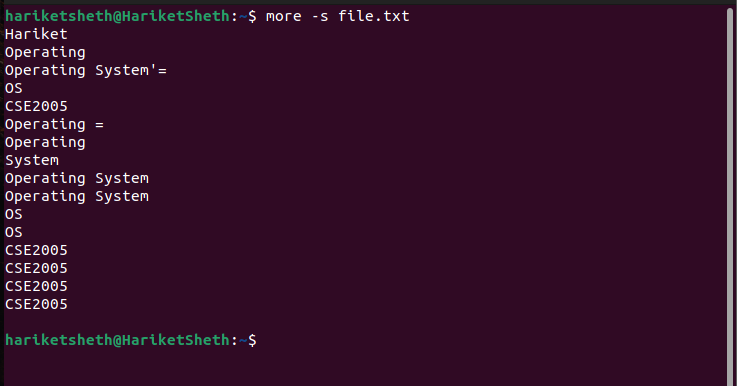 hariketsheth@HariketSheth:~$ more -s file.txt
Hariket
Operating
Operating System'=
OS
CSE2005
Operating =
Operating
System
Operating System
Operating System
OS
OS
CSE2005
CSE2005
CSE2005
CSE2005
hariketsheth@HariketSheth:~$